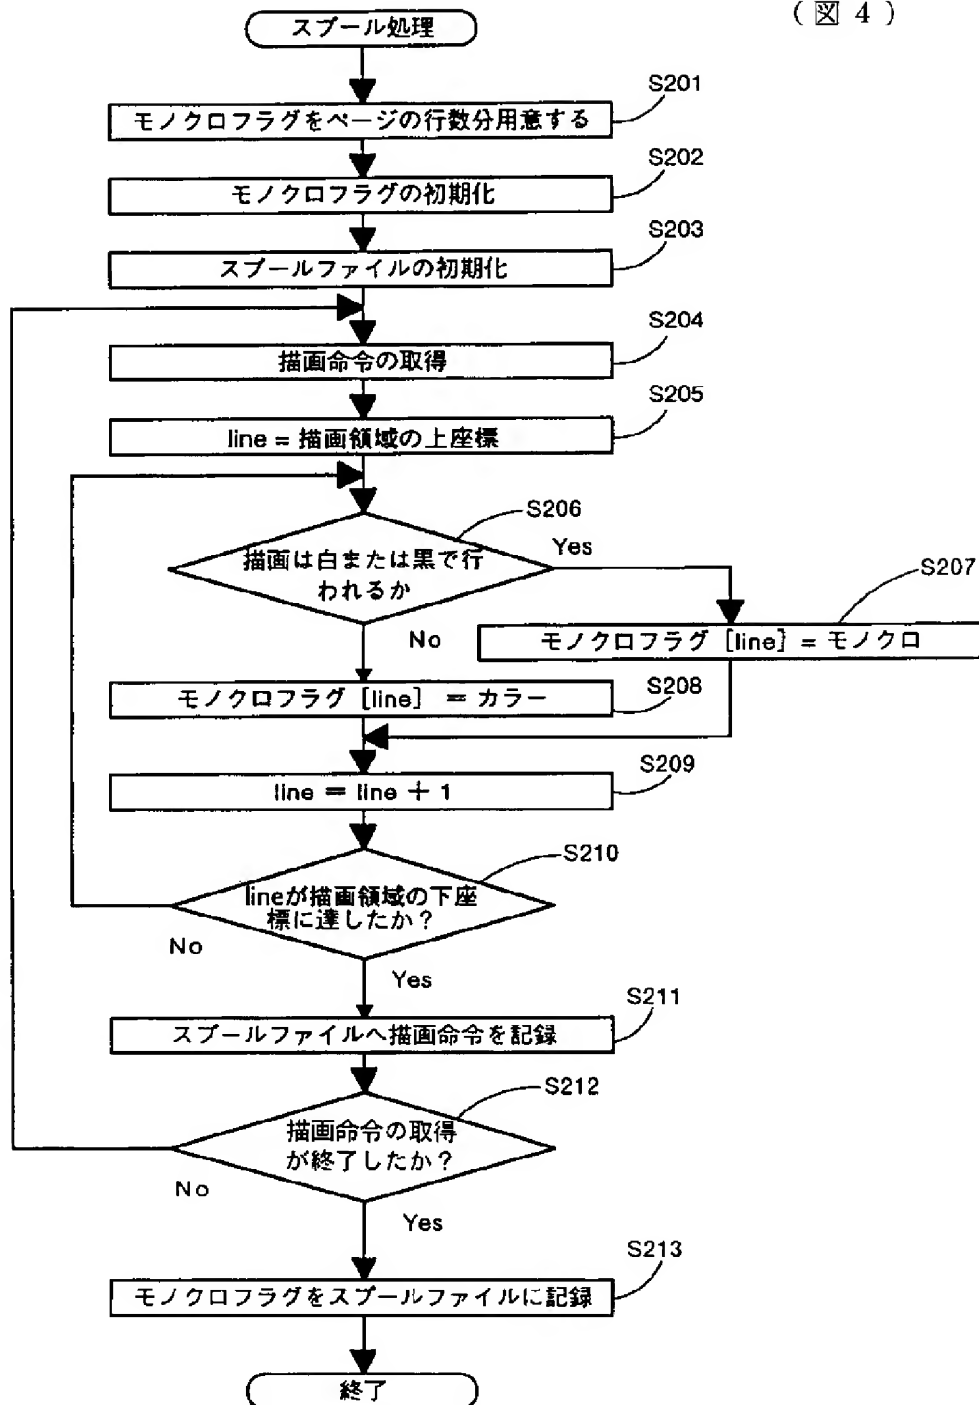 (図 4)
スプール処理
S201
モノクロフラグをページの行数分用意する
S202
モノクロフラグの初期化
S203
スプールファイルの初期化
S204
描画命令の取得
S205
line = 描画領域の上座標
S206
描画は白または黒で行
われるか
Yes
No
S207
モノクロフラグ [line] = モノクロ
モノクロフラグ [line] = カラー
S208
S209
line = line + 1
S210
lineが描画領域の下座
標に達したか?
No
Yes
S211
スプールファイルへ描画命令を記録
S212
描画命令の取得
が終了したか?
No
Yes
S213
モノクロフラグをスプールファイルに記録
終了